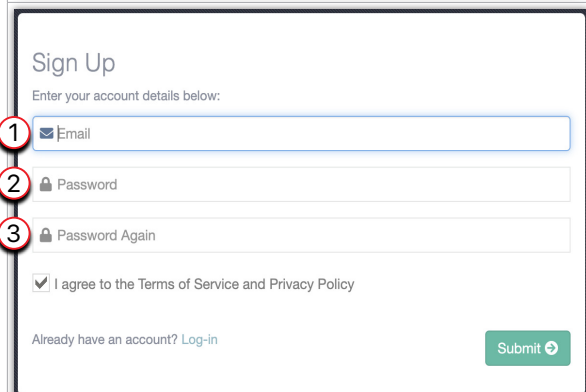 Sign Up
Enter your account details below:
1 Email
2 Password
3 Password Again
I agree to the Terms of Service and Privacy Policy
Already have an account? Log-in
Submit